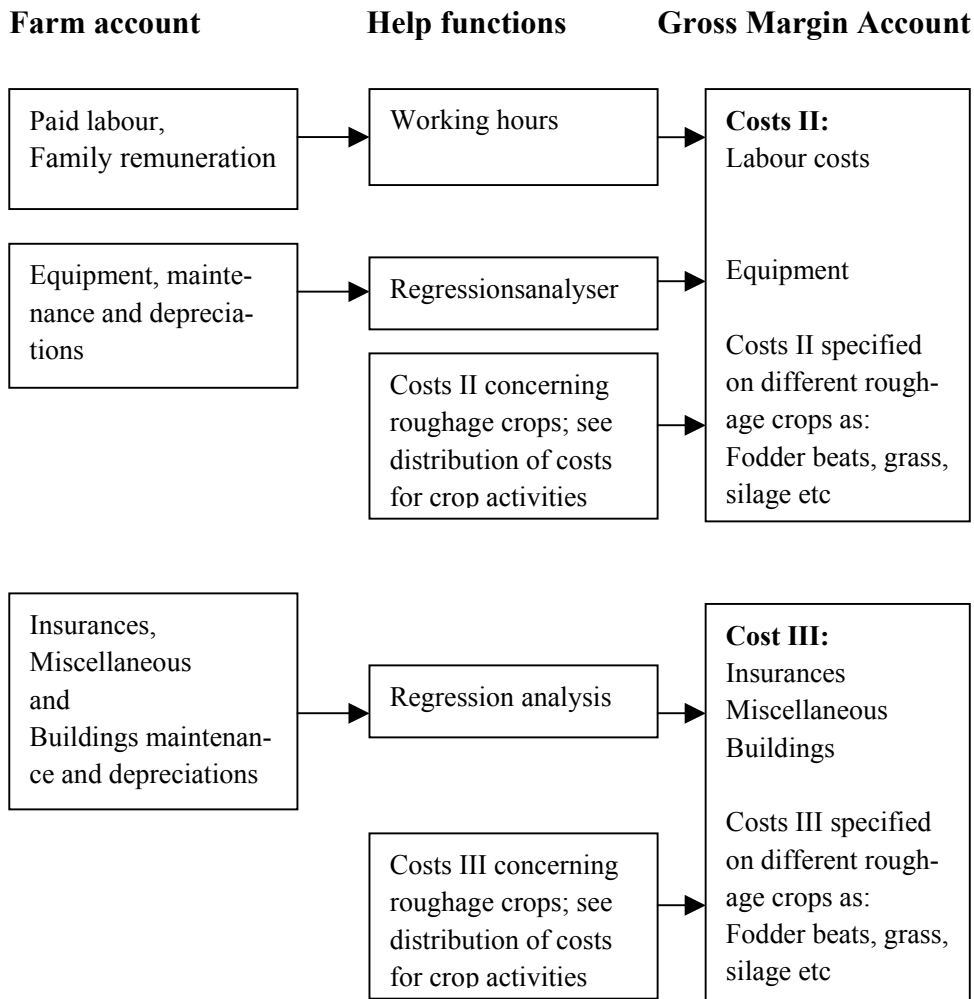 Farm account
Help functions
Gross Margin Account
Paid labour,
Family remuneration
Working hours
Costs II:
Labour costs
Equipment, mainte-
nance and deprecia-
tions
Regressionsanalyser
Equipment
Costs II concerning
roughage crops; see
distribution of costs
for crop activities
Costs II specified
on different rough-
age crops as:
Fodder beats, grass,
silage etc
Insurances,
Miscellaneous
and
Buildings maintenan-
ce and depreciations
Regression analysis
Cost III:
Insurances
Miscellaneous
Buildings
Costs III concerning
roughage crops; see
distribution of costs
for crop activities
Costs III specified
on different rough-
age crops as:
Fodder beats, grass,
silage etc